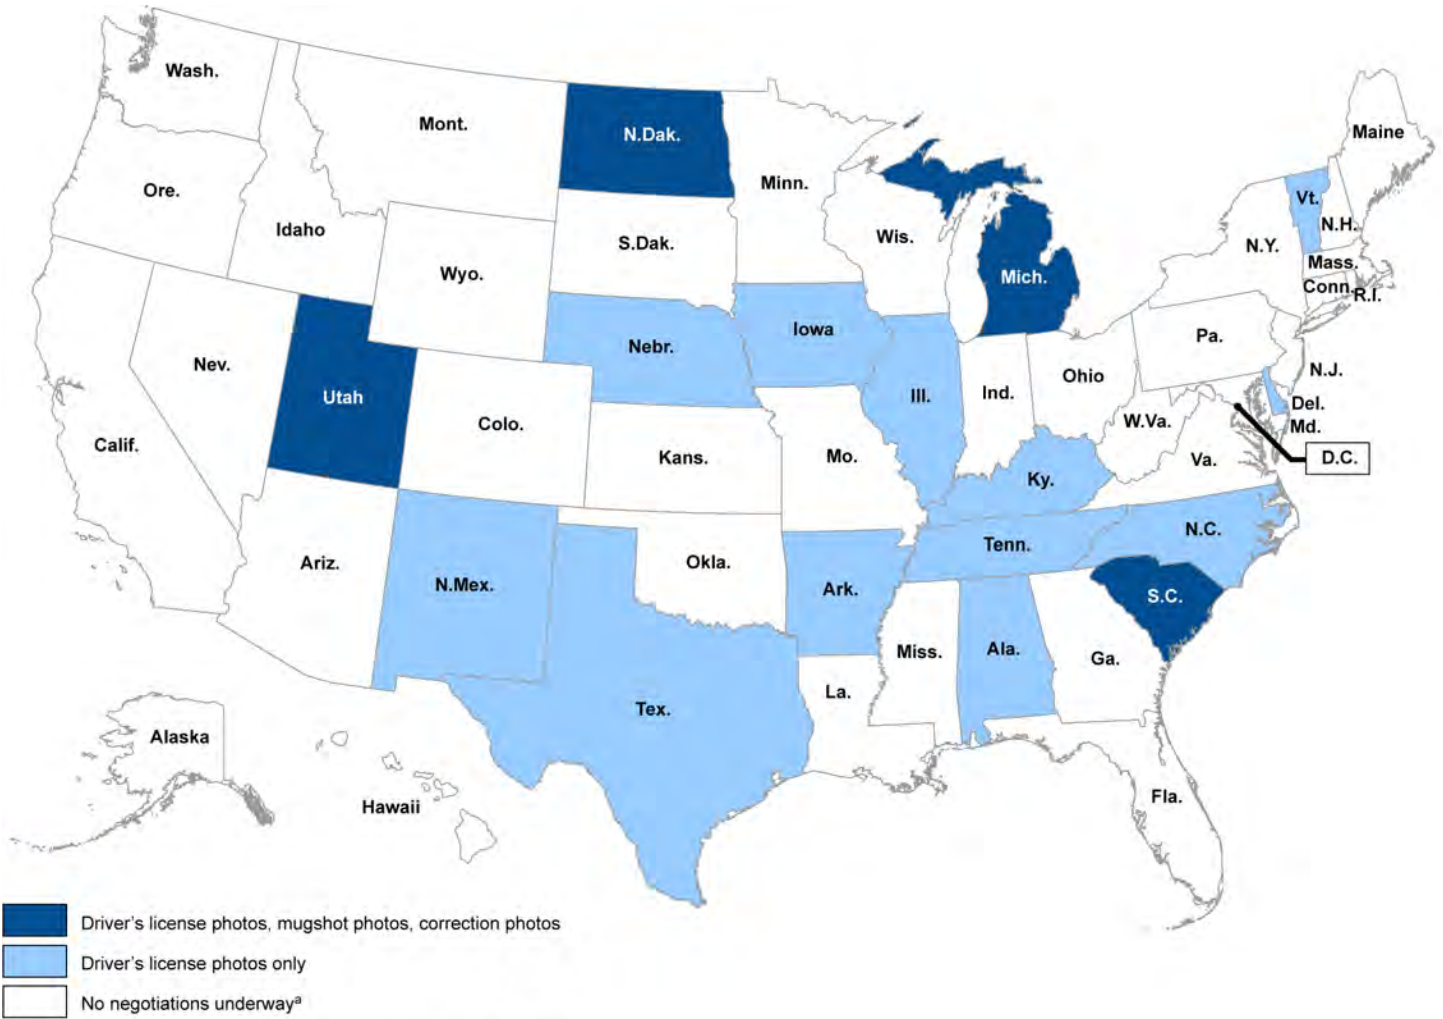 Wash.
Mont.
N.Dak.
Minn.
Maine
Ore.
Idaho
Wyo.
S.Dak.
Wis.
Mich.
Vt.
N.H.
N.Y.
Mass.
Conn.
R.I.
Nev.
Utah
Colo.
Nebr.
Iowa
Ill.
Ind.
Ohio
Pa.
N.J.
Del.
Md.
D.C.
Calif.
Kans.
Mo.
Ky.
W.Va.
Va.
Ariz.
N.Mex.
Okla.
Ark.
Tenn.
N.C.
S.C.
Tex.
La.
Miss.
Ala.
Ga.
Fla.
Alaska
Hawaii
Driver's license photos, mugshot photos, correction photos
Driver's license photos only
No negotiations underwayᵃ